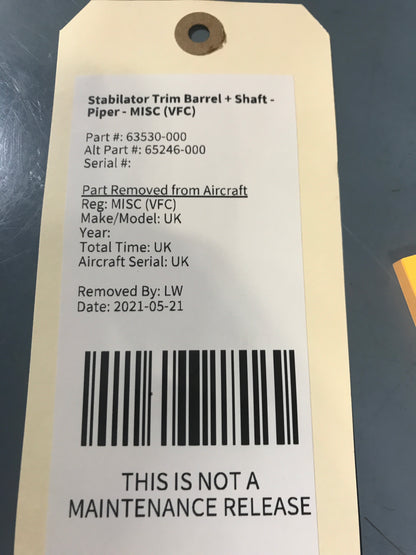 Stabilator Trim Barrel + Shaft -
Piper - MISC (VFC)
Part #: 63530-000
Alt Part #: 65246-000
Serial #:
Part Removed from Aircraft
Reg: MISC (VFC)
Make/Model: UK
Year:
Total Time: UK
Aircraft Serial: UK
Removed By: LW
Date: 2021-05-21
THIS IS NOT A
MAINTENANCE RELEASE